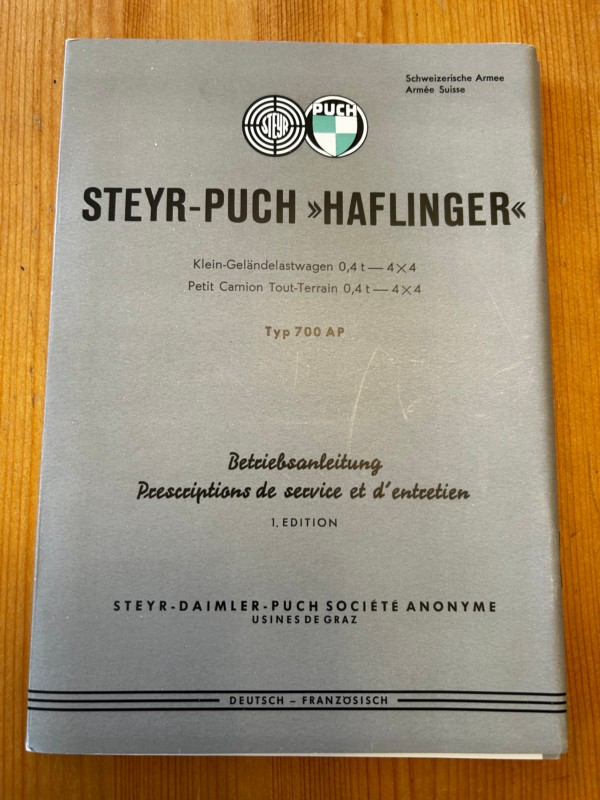 Schweizerische Armee
Armée Suisse
STEYR
PUCH
STEYR-PUCH »HAFLINGER«
Klein-Geländelastwagen 0,4 t — 4×4
Petit Camion Tout-Terrain 0,4 t — 4×4
Typ 700 AP
Betriebsanleitung
Prescriptions de service et d'entretien
1. EDITION
STEYR-DAIMLER-PUCH SOCIÉTÉ ANONYME
USINES DE GRAZ
DEUTSCH – FRANZÖSISCH